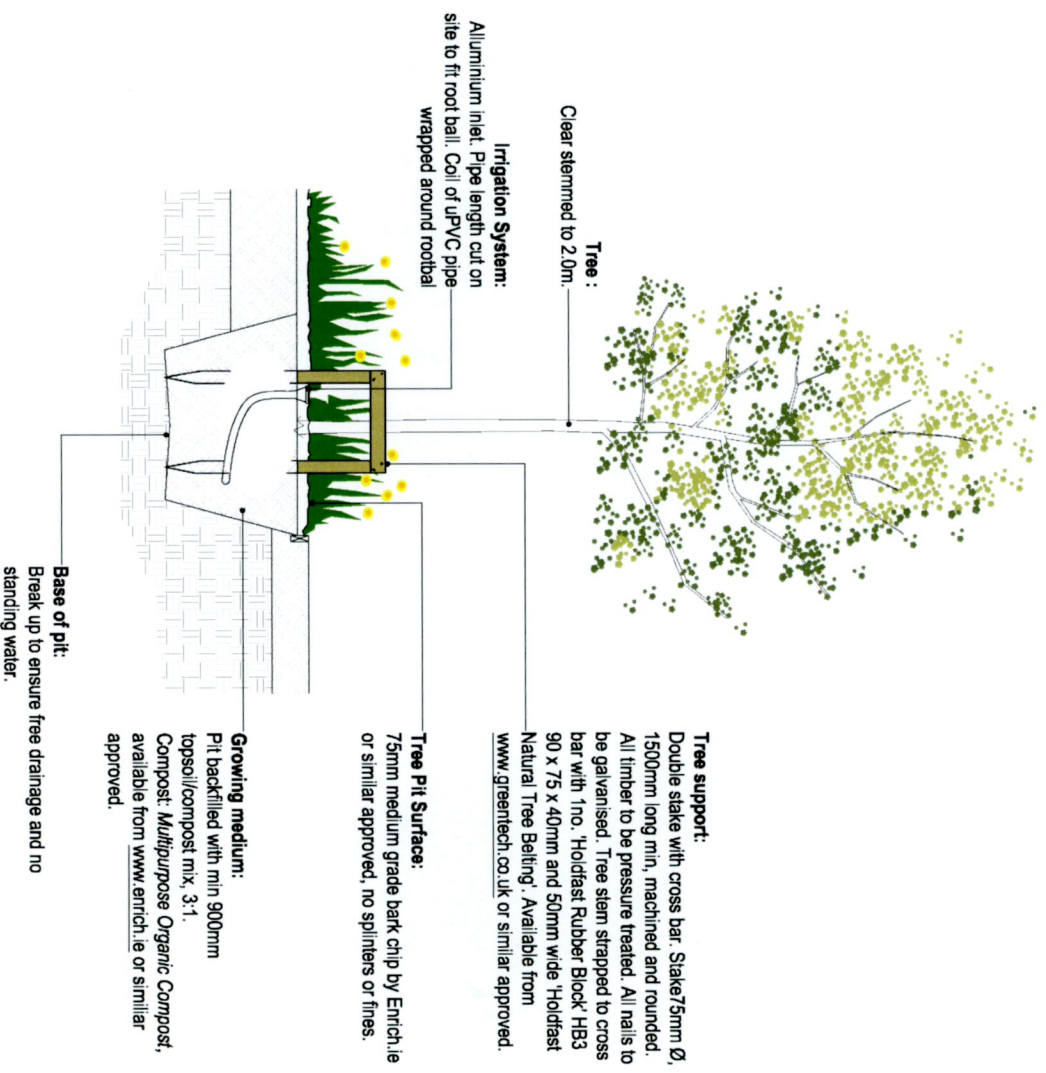 Tree :
Clear stemmed to 2.0m.
Irrigation System:
Alluminium inlet. Pipe length cut on
site to fit root ball. Coil of uPVC pipe
wrapped around rootbal
Tree support:
Double stake with cross bar. Stake75mm Ø,
1500mm long min, machined and rounded.
All timber to be pressure treated. All nails to
be galvanised. Tree stem strapped to cross
bar with 1no. 'Holdfast Rubber Block' HB3
90 x 75 x 40mm and 50mm wide 'Holdfast
Natural Tree Belting'. Available from
www.greentech.co.uk or similar approved.
Tree Pit Surface:
75mm medium grade bark chip by Enrich.ie
or similar approved, no splinters or fines.
Growing medium:
Pit backfilled with min 900mm
topsoil/compost mix, 3:1.
Compost: Multipurpose Organic Compost,
available from www.enrich.ie or similiar
approved.
Base of pit:
Break up to ensure free drainage and no
standing water.